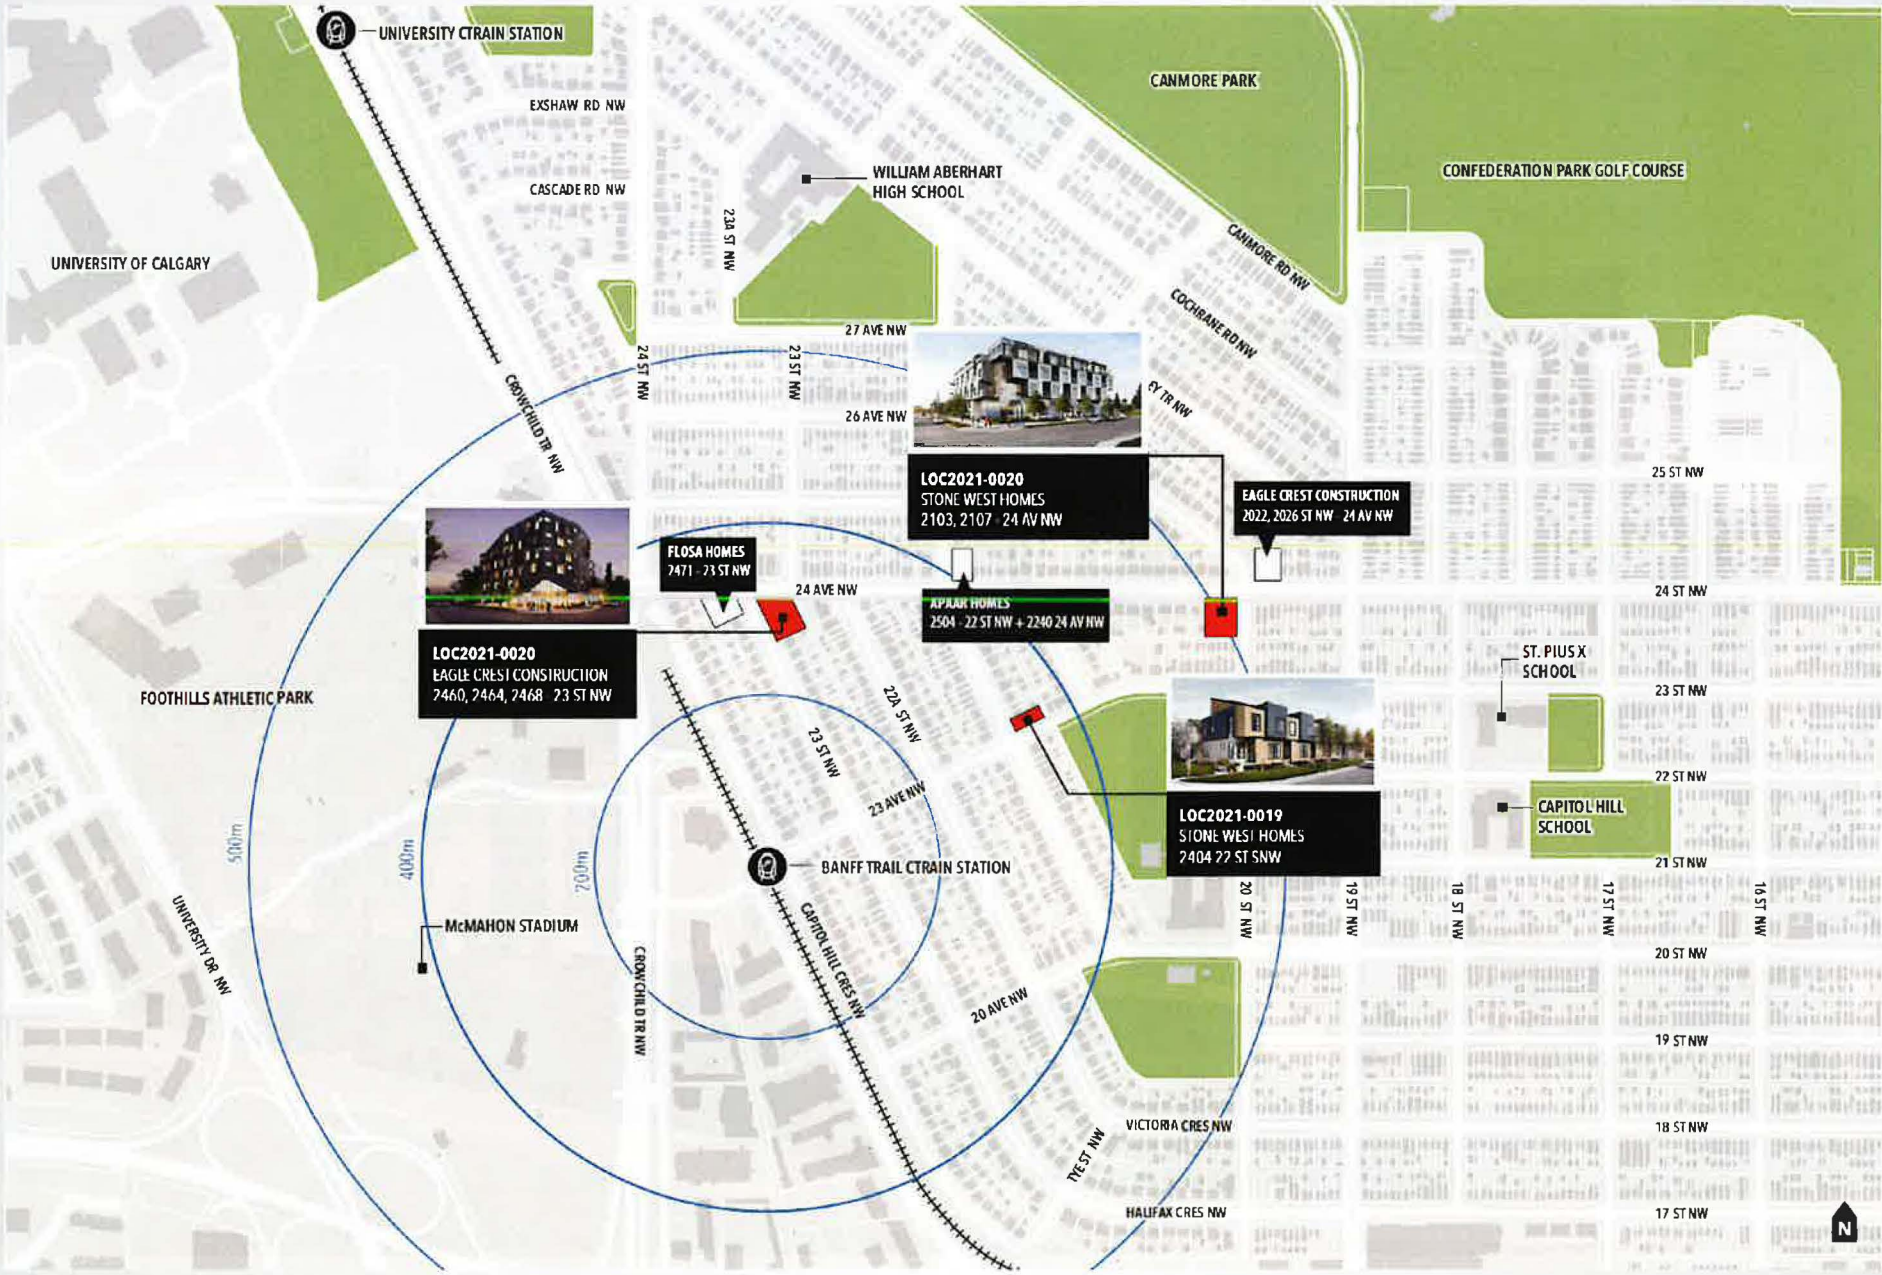 UNIVERSITY CTRAIN STATION
EXSHAW RD NW
CASCADE RD NW
23A ST NW
WILLIAM ABERHART
HIGH SCHOOL
CANMORE PARK
CONFEDERATION PARK GOLF COURSE
UNIVERSITY OF CALGARY
CANMORE RD NW
COCHRANE RD NW
27 AVE NW
24 ST NW
23 ST NW
CROWCHILD TR NW
26 AVE NW
EY TR NW
25 ST NW
LOC2021-0020
STONE WEST HOMES
2103, 2107 - 24 AV NW
EAGLE CREST CONSTRUCTION
2022, 2026 ST NW - 24 AV NW
FLOSA HOMES
2471 - 23 ST NW
24 AVE NW
APAAR HOMES
2504 - 22 ST NW + 2240 24 AV NW
24 ST NW
LOC2021-0020
EAGLE CREST CONSTRUCTION
2460, 2464, 2468 - 23 ST NW
FOOTHILLS ATHLETIC PARK
ST. PIUS X
SCHOOL
23 ST NW
22A ST NW
23 ST NW
23 AVE NW
22 ST NW
CAPITOL HILL
SCHOOL
LOC2021-0019
STONE WEST HOMES
2404 22 ST SNW
21 ST NW
500m
400m
200m
BANFF TRAIL CTRAIN STATION
20 ST NW
19 ST NW
18 ST NW
17 ST NW
16 ST NW
UNIVERSITY DR NW
McMAHON STADIUM
CROWCHILD TR NW
CAPITOL HILL CRES NW
20 AVE NW
20 ST NW
19 ST NW
VICTORIA CRES NW
18 ST NW
TYE ST NW
HALIFAX CRES NW
17 ST NW
N